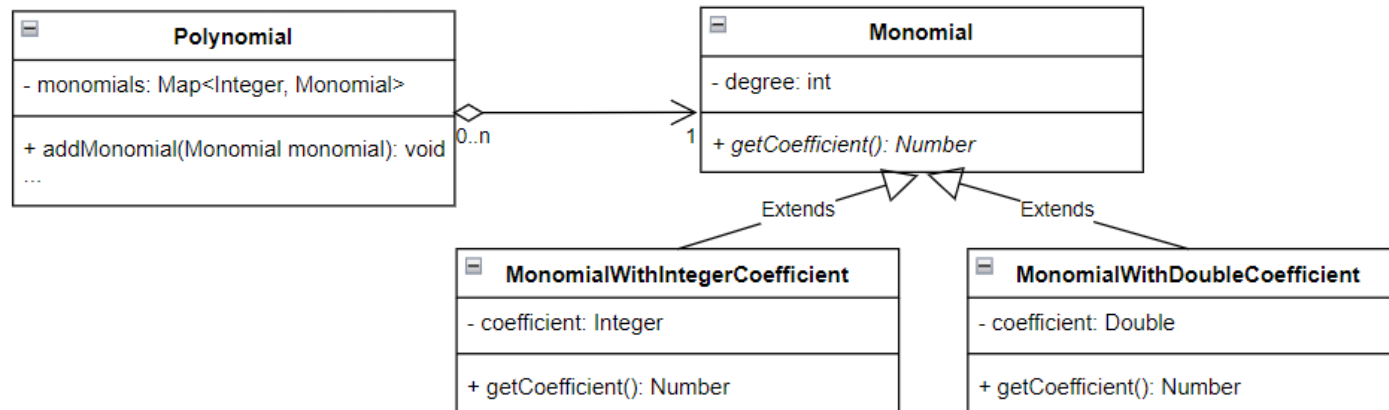 Polynomial
- monomials: Map<Integer, Monomial>
+ addMonomial(Monomial monomial): void
...
0..n
1
Monomial
- degree: int
+ getCoefficient(): Number
Extends
Extends
MonomialWithIntegerCoefficient
- coefficient: Integer
+ getCoefficient(): Number
MonomialWithDoubleCoefficient
- coefficient: Double
+ getCoefficient(): Number